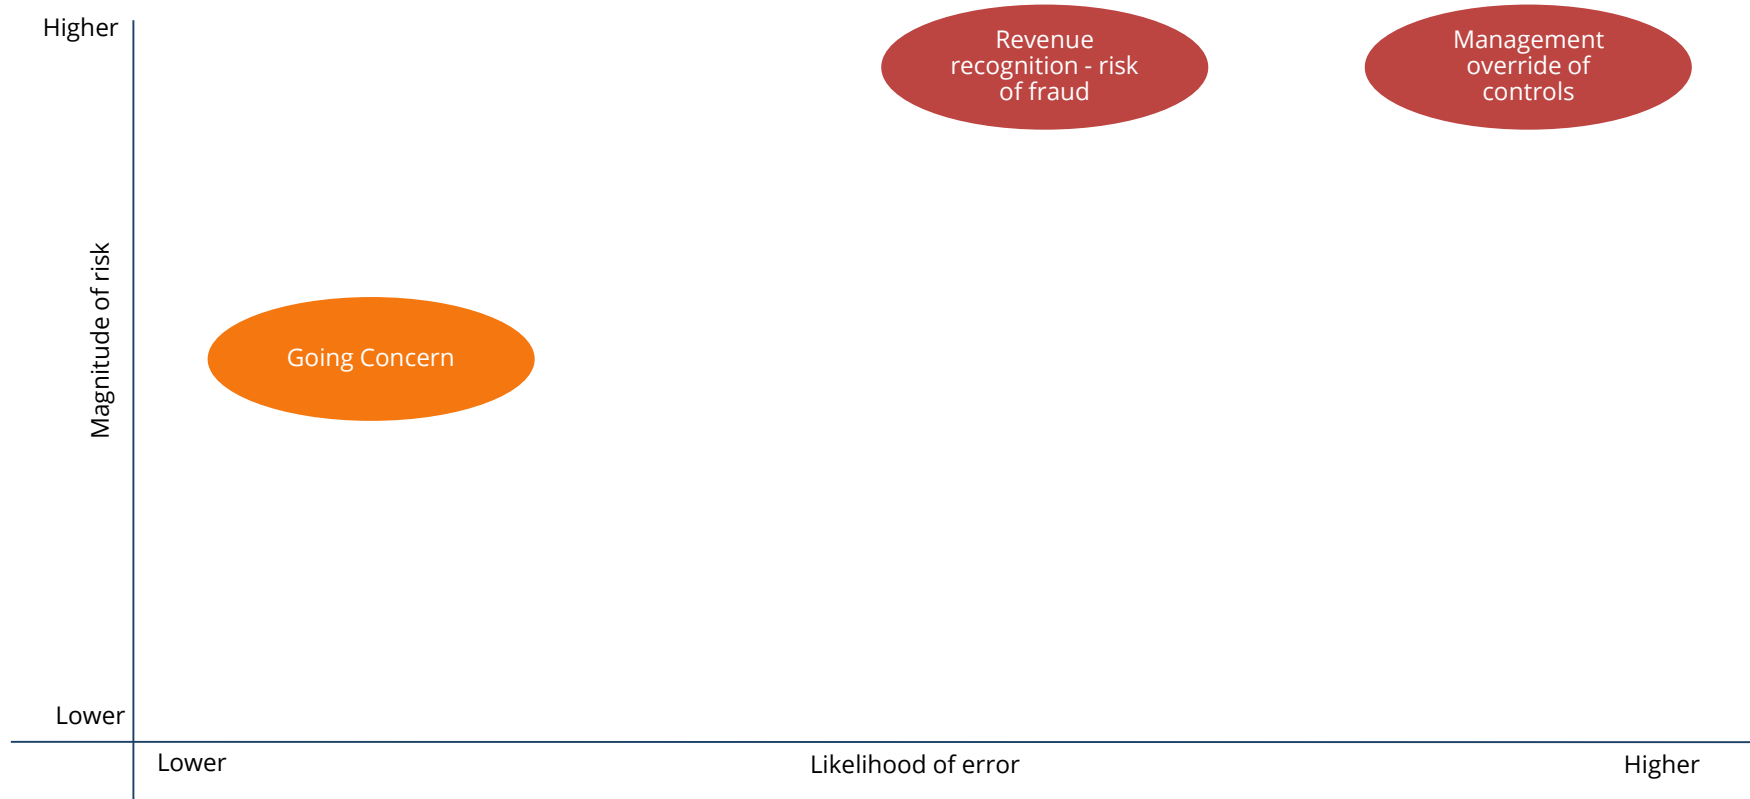 Higher
Revenue
recognition - risk
of fraud
Management
override of
controls
Magnitude of risk
Going Concern
Lower
Lower
Likelihood of error
Higher